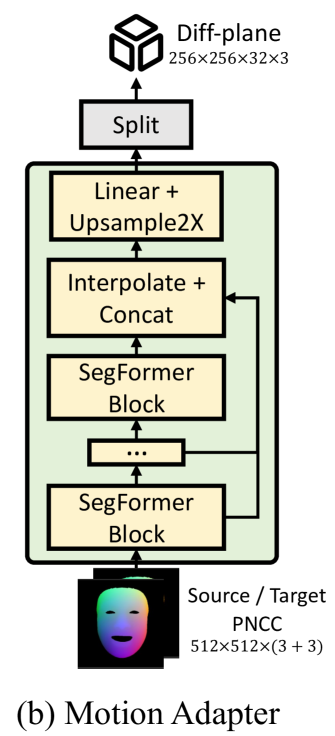 Diff-plane
256×256×32×3
Split
Linear +
Upsample2X
Interpolate +
Concat
SegFormer
Block
...
SegFormer
Block
Source / Target
PNCC
512×512×(3 + 3)
(b) Motion Adapter